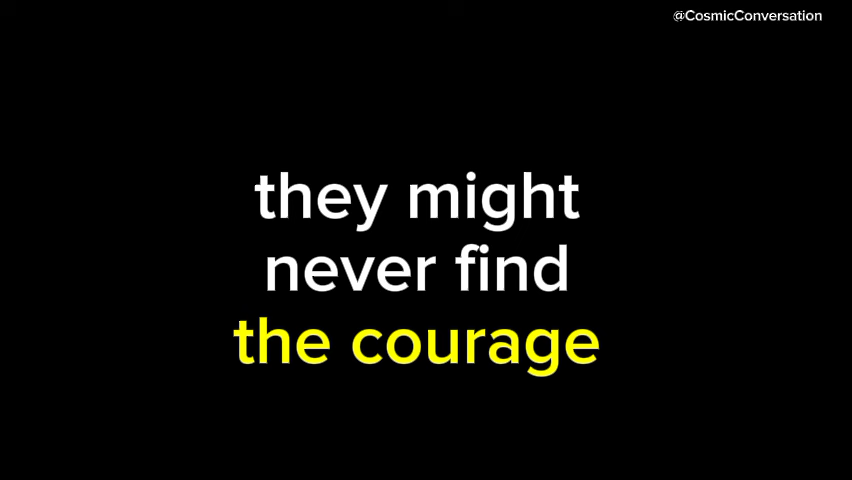 @CosmicConversation
they might
never find
the courage